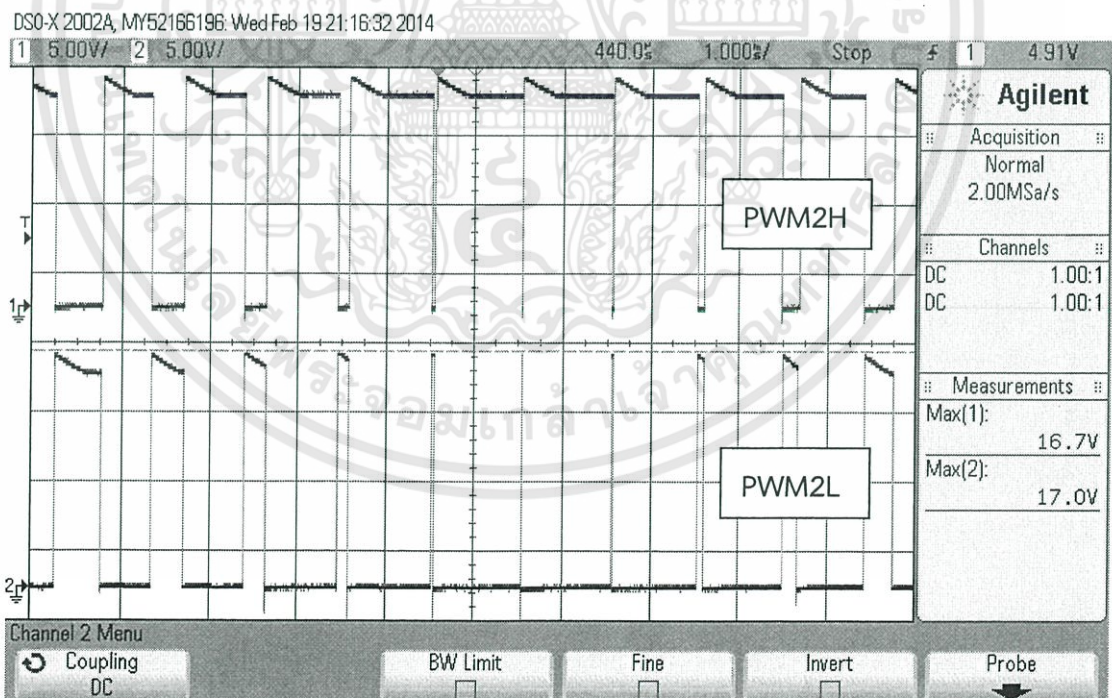 DSO-X 2002A, MY52166196: Wed Feb 19 21:16:32 2014
1 5.00V/ 2 5.00V/ 440.0s 1.000s/ Stop 1 4.91V
Agilent
Acquisition
Normal
2.00MSa/s
Channels
DC 1.00:1
DC 1.00:1
Measurements
Max(1):
16.7V
Max(2):
17.0V
T
1
2
PWM2H
PWM2L
Channel 2 Menu
Coupling
DC
BW Limit
Fine
Invert
Probe